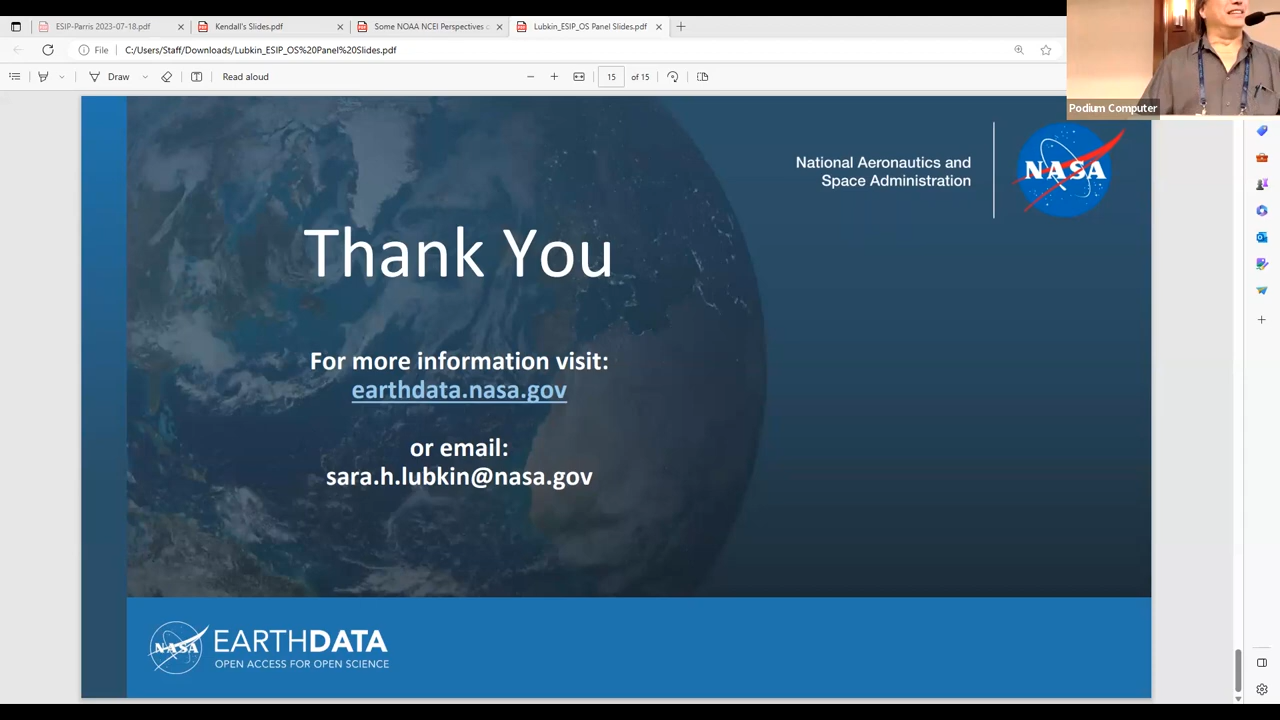 ESIP-Parris 2023-07-18.pdf
Kendall's Slides.pdf
Some NOAA NCEI Perspectives
Lubkin_ESIP_OS Panel Slides.pdf
File
C:/Users/Staff/Downloads/Lubkin_ESIP_OS%20Panel%20Slides.pdf
Draw
Read aloud
15
of 15
Podium Computer
National Aeronautics and
Space Administration
NASA
Thank You
For more information visit:
earthdata.nasa.gov
or email:
sara.h.lubkin@nasa.gov
NASA
EARTHDATA
OPEN ACCESS FOR OPEN SCIENCE